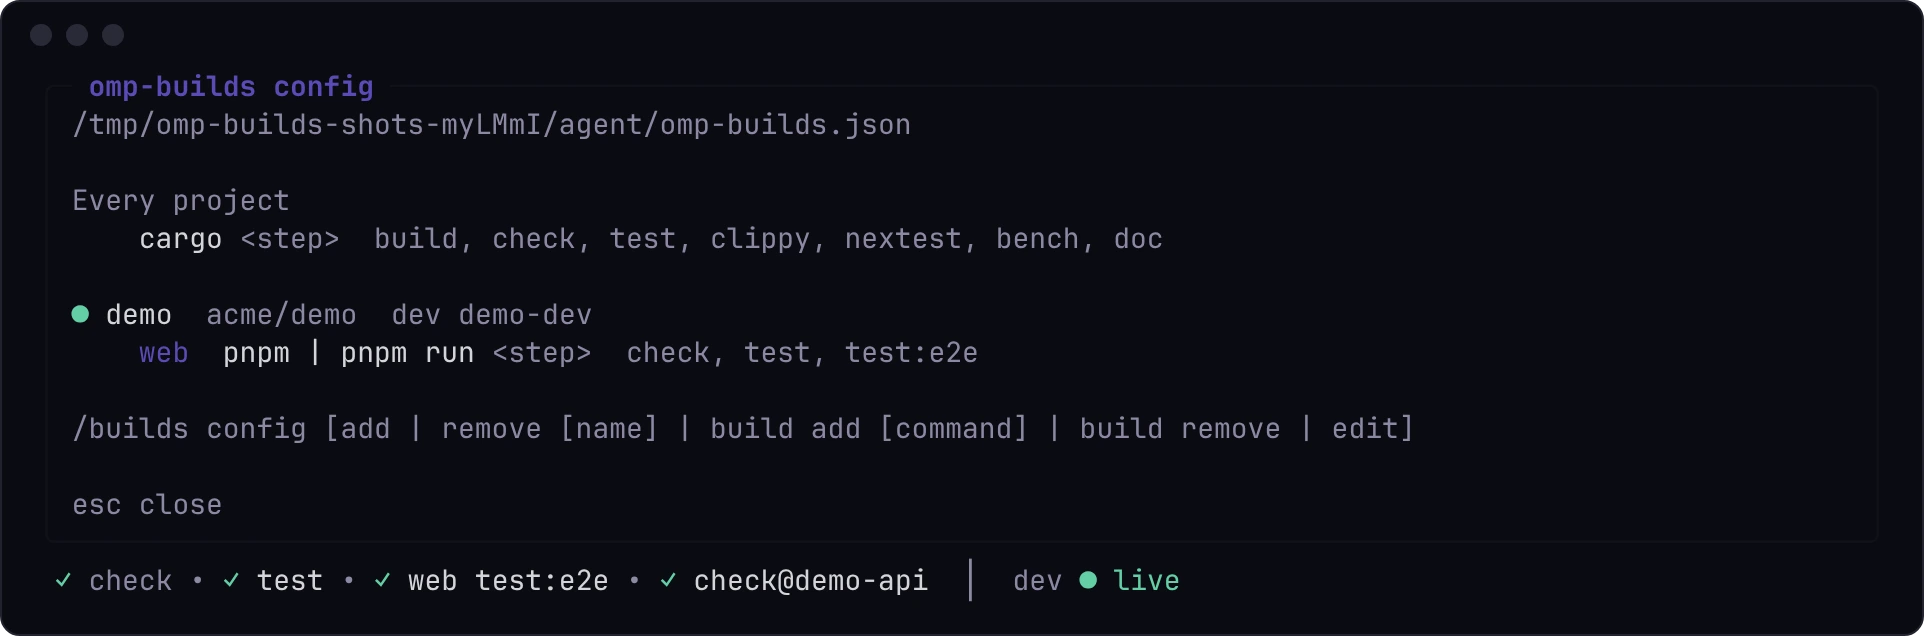 omp-builds config
/tmp/omp-builds-shots-myLMmI/agent/omp-builds.json
Every project
cargo <step>  build, check, test, clippy, nextest, bench, doc
● demo  acme/demo  dev demo-dev
web  pnpm | pnpm run <step>  check, test, test:e2e
/builds config [add | remove [name] | build add [command] | build remove | edit]
esc close
✓ check • ✓ test • ✓ web test:e2e • ✓ check@demo-api │ dev ● live